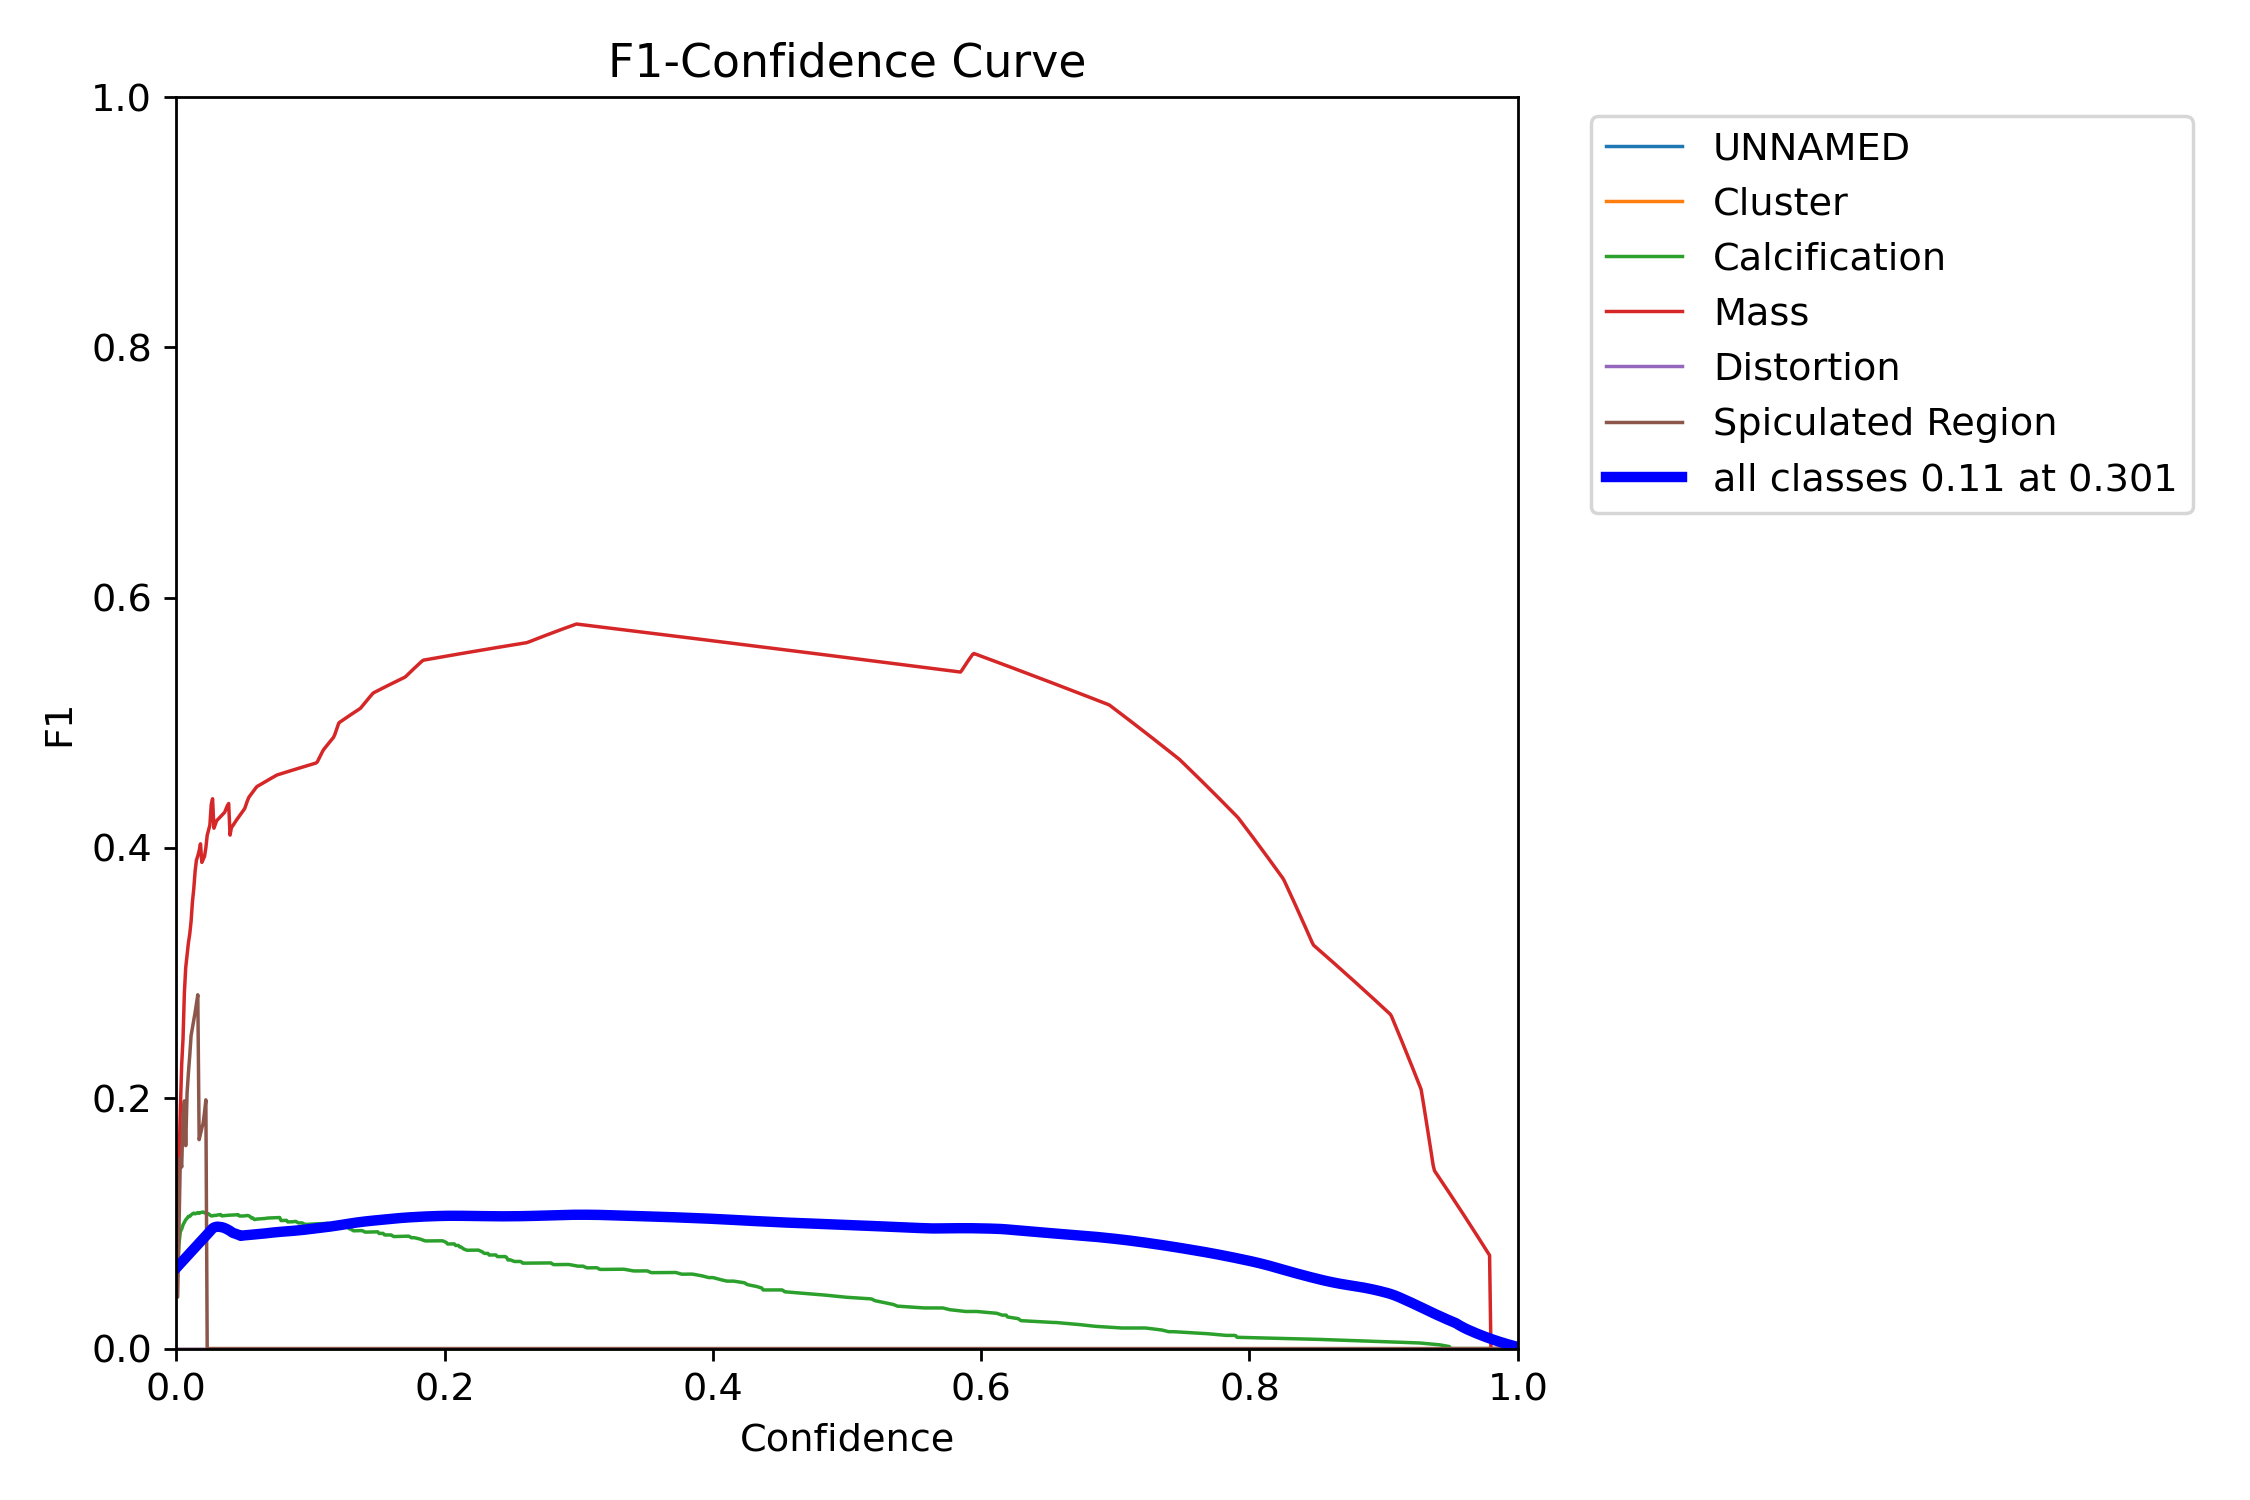 F1-Confidence Curve
1.0
0.8
0.6
0.4
0.2
0.0
F1
0.0 0.2 0.4 0.6 0.8 1.0
Confidence
UNNAMED
Cluster
Calcification
Mass
Distortion
Spiculated Region
all classes 0.11 at 0.301